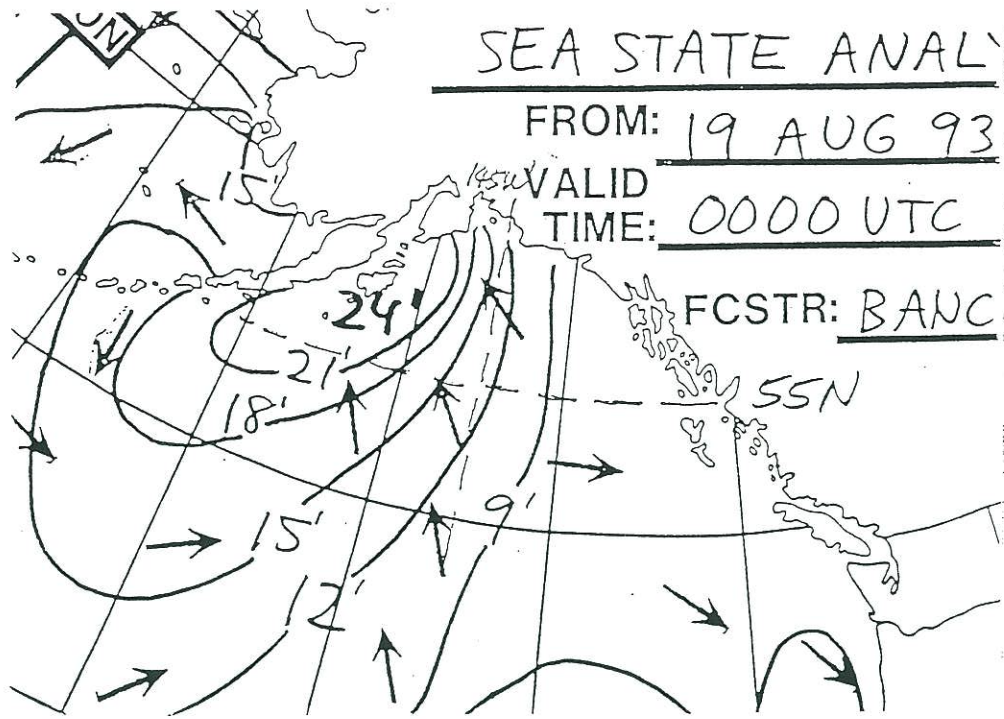 SEA STATE ANAL
FROM: 19 AUG 93
VALID
TIME: 0000 UTC
FCSTR: BANC
145W
15'
24'
21'
18'
55N
9'
15'
12'